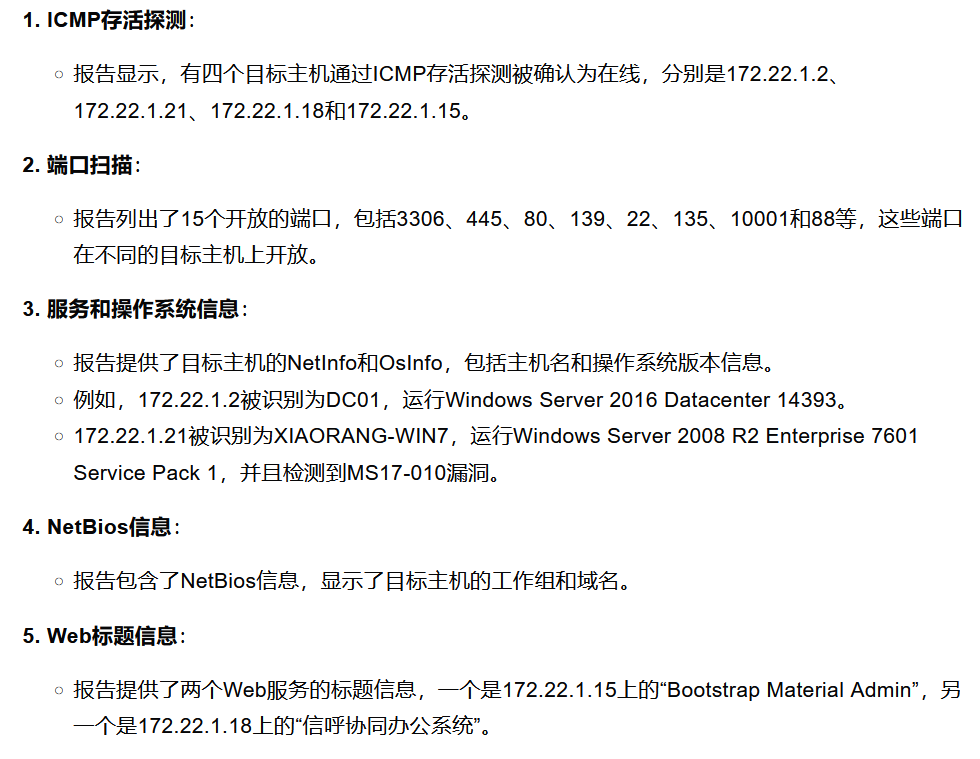 1. ICMP存活探测：
报告显示，有四个目标主机通过ICMP存活探测被确认为在线，分别是172.22.1.2、
172.22.1.21、172.22.1.18和172.22.1.15。
2. 端口扫描：
报告列出了15个开放的端口，包括3306、445、80、139、22、135、10001和88等，这些端口
在不同的目标主机上开放。
3. 服务和操作系统信息：
报告提供了目标主机的NetInfo和OsInfo，包括主机名和操作系统版本信息。
例如，172.22.1.2被识别为DC01，运行Windows Server 2016 Datacenter 14393。
172.22.1.21被识别为XIAORANG-WIN7，运行Windows Server 2008 R2 Enterprise 7601
Service Pack 1，并且检测到MS17-010漏洞。
4. NetBios信息：
报告包含了NetBios信息，显示了目标主机的工作组和域名。
5. Web标题信息：
报告提供了两个Web服务的标题信息，一个是172.22.1.15上的“Bootstrap Material Admin”，另
一个是172.22.1.18上的“信呼协同办公系统”。